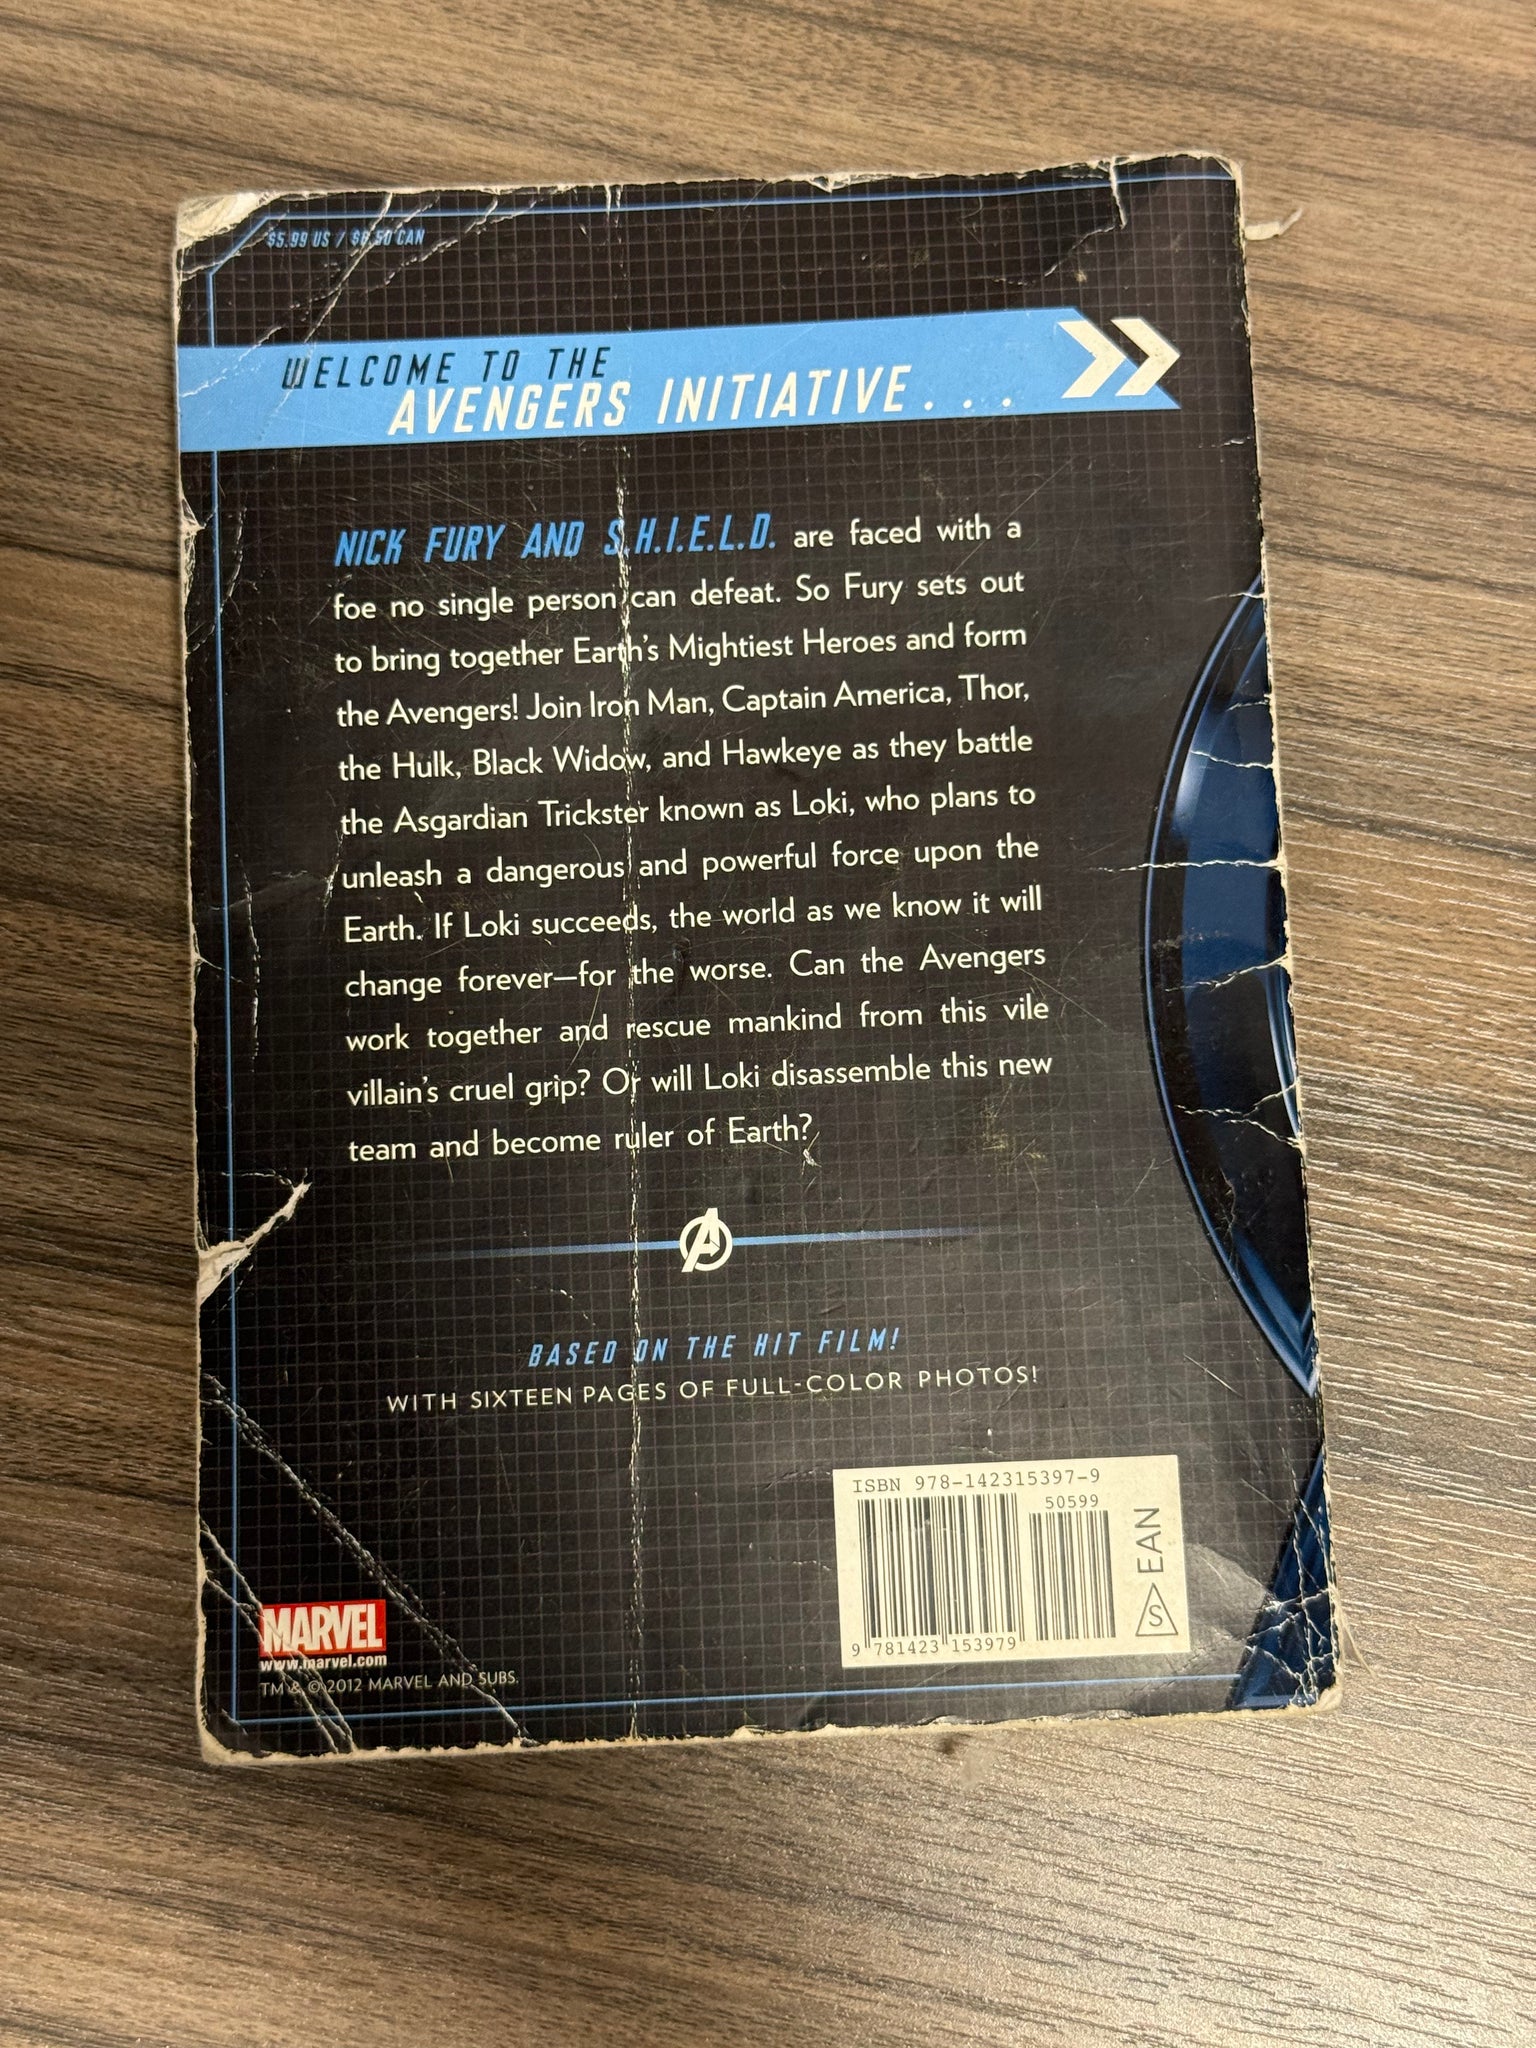 $5.99 US / $6.50 CAN
WELCOME TO THE
AVENGERS INITIATIVE . . .
NICK FURY AND S.H.I.E.L.D. are faced with a
foe no single person can defeat. So Fury sets out
to bring together Earth's Mightiest Heroes and form
the Avengers! Join Iron Man, Captain America, Thor,
the Hulk, Black Widow, and Hawkeye as they battle
the Asgardian Trickster known as Loki, who plans to
unleash a dangerous and powerful force upon the
Earth. If Loki succeeds, the world as we know it will
change forever—for the worse. Can the Avengers
work together and rescue mankind from this vile
villain's cruel grip? Or will Loki disassemble this new
team and become ruler of Earth?
A
BASED ON THE HIT FILM!
WITH SIXTEEN PAGES OF FULL-COLOR PHOTOS!
ISBN 978-142315397-9
50599
9 781423 153979
S EAN
MARVEL
www.marvel.com
TM & © 2012 MARVEL AND SUBS.